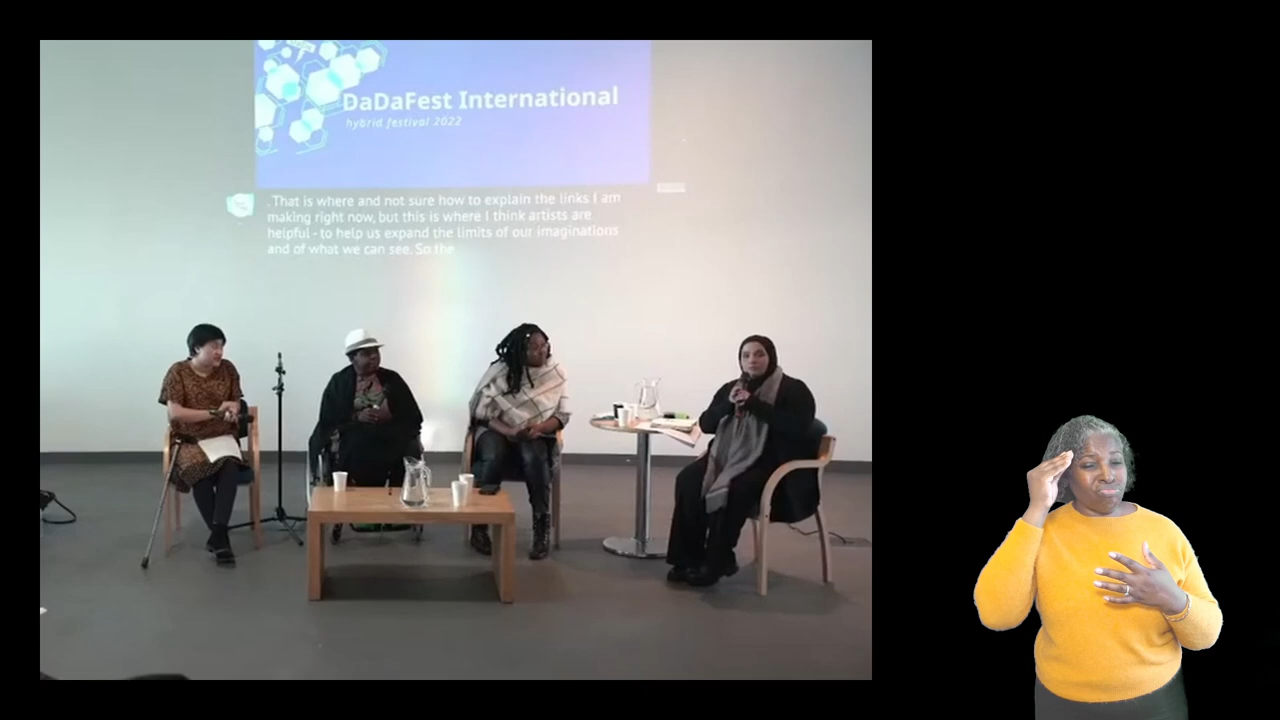 DaDaFest International
hybrid festival 2022
. That is where and not sure how to explain the links I am
making right now, but this is where I think artists are
helpful - to help us expand the limits of our imaginations
and of what we can see. So the